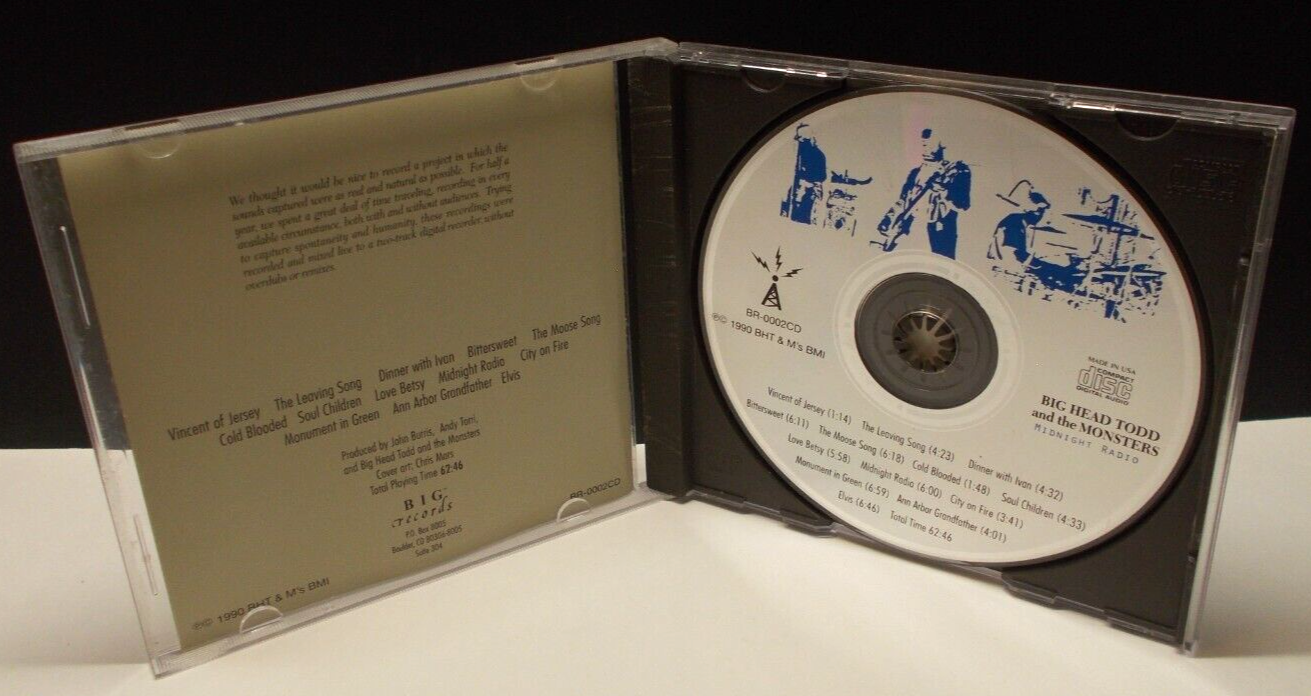 We thought it would be nice to record a project in which the
sounds captured were as real and natural as possible. For half a
year, we spent a great deal of time traveling, recording in every
available circumstance, both with and without audiences. Trying
to capture spontaneity and humanity, these recordings were
recorded and mixed live to a two-track digital recorder, without
overdubs or remixes.
Vincent of Jersey The Leaving Song Dinner with Ivan Bittersweet The Moose Song
Cold Blooded Soul Children Love Betsy Midnight Radio City on Fire
Monument in Green Ann Arbor Grandfather Elvis
Produced by John Burris, Andy Torri,
and Big Head Todd and the Monsters
Cover art: Chris Mars
Total Playing Time 62:46
BIG
records
P.O. Box 8005
Boulder, CO 80306-8005
Suite 304
BR-0002CD
℗© 1990 BHT & M's BMI
BR-0002CD
℗© 1990 BHT & M's BMI
MADE IN USA
COMPACT
disc
DIGITAL AUDIO
BIG HEAD TODD
and the MONSTERS
MIDNIGHT RADIO
Vincent of Jersey (1:14) The Leaving Song (4:23) Dinner with Ivan (4:32)
Bittersweet (6:11) The Moose Song (6:18) Cold Blooded (1:48) Soul Children (4:33)
Love Betsy (5:58) Midnight Radio (6:00) City on Fire (3:41)
Monument in Green (6:59) Ann Arbor Grandfather (4:01)
Elvis (6:46) Total Time 62:46